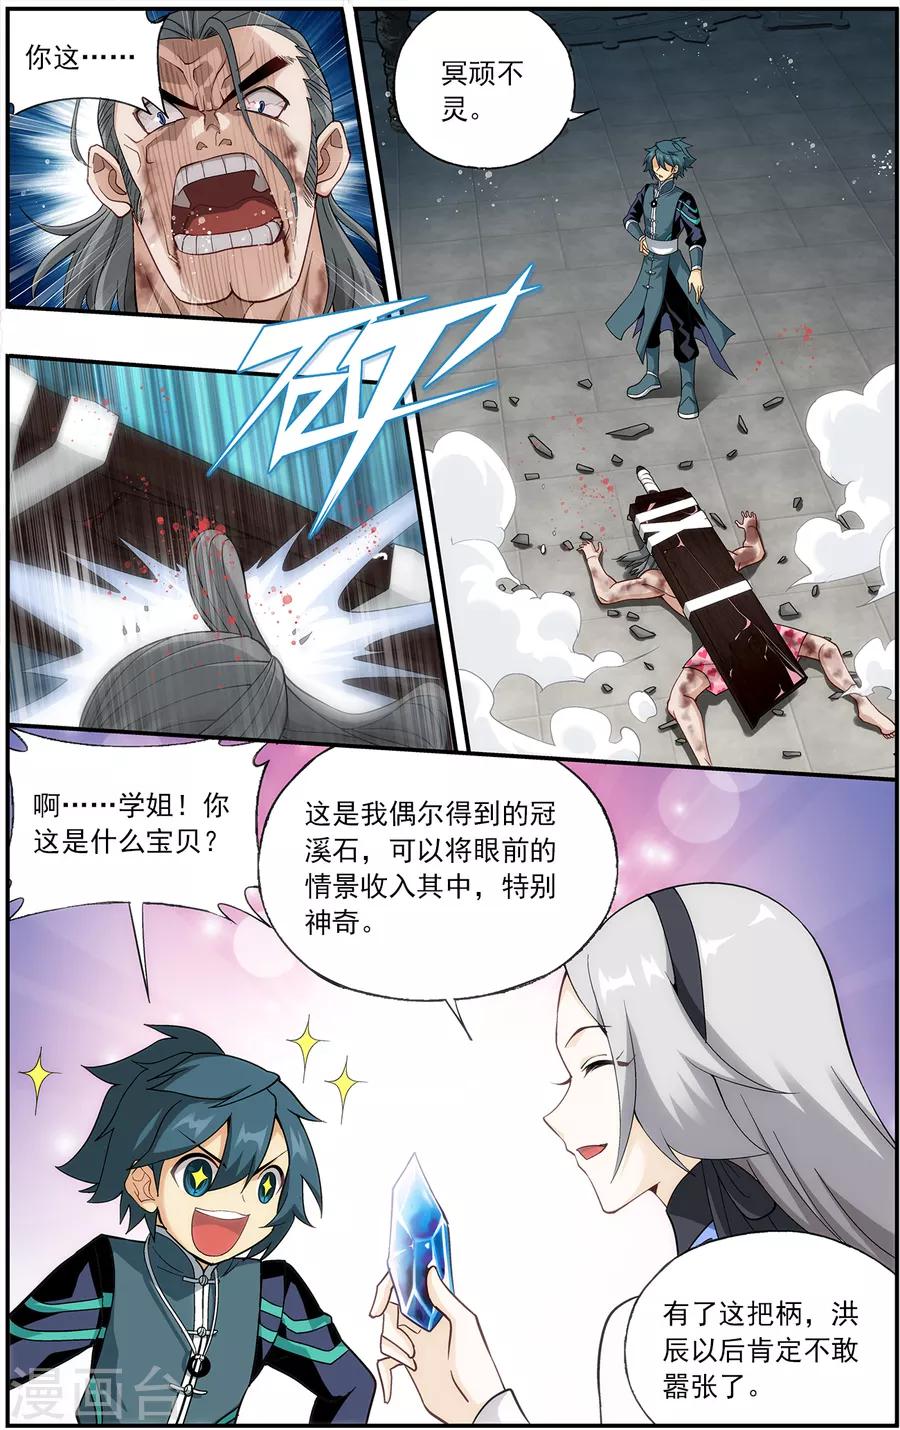 你这……
冥顽不
灵。
砰
啊……学姐！你
这是什么宝贝？
这是我偶尔得到的冠
溪石，可以将眼前的
情景收入其中，特别
神奇。
有了这把柄，洪
辰以后肯定不敢
嚣张了。
漫画台